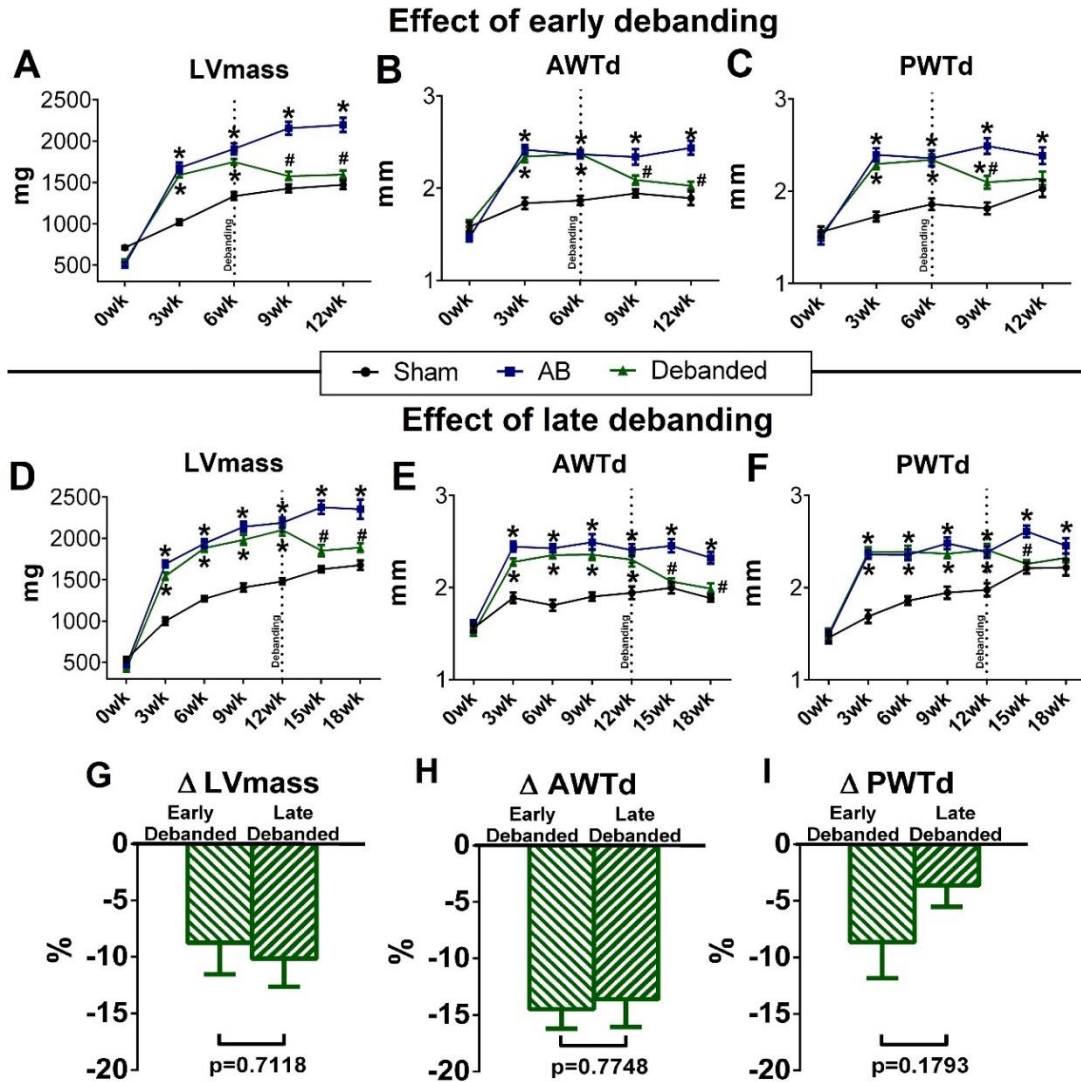 Effect of early debanding
A
LVmass
B
AWTd
C
PWTd
2500
2000
1500
1000
500
mg
* * * *
* *
# #
Debanding
0wk 3wk 6wk 9wk 12wk
3
2
1
mm
* * * *
* *
# #
Debanding
0wk 3wk 6wk 9wk 12wk
3
2
1
mm
* * * *
* * *#
Debanding
0wk 3wk 6wk 9wk 12wk
Sham AB Debanded
Effect of late debanding
D
LVmass
E
AWTd
F
PWTd
2500
2000
1500
1000
500
mg
* * * * * *
* * * *
# #
Debanding
0wk 3wk 6wk 9wk 12wk 15wk 18wk
3
2
1
mm
* * * * * *
* * * *
# #
Debanding
0wk 3wk 6wk 9wk 12wk 15wk 18wk
3
2
1
mm
* * * * * *
* * * *
#
Debanding
0wk 3wk 6wk 9wk 12wk 15wk 18wk
G
Δ LVmass
Early Debanded
Late Debanded
0
-5
-10
-15
-20
%
p=0.7118
H
Δ AWTd
Early Debanded
Late Debanded
0
-5
-10
-15
-20
%
p=0.7748
I
Δ PWTd
Early Debanded
Late Debanded
0
-5
-10
-15
-20
%
p=0.1793